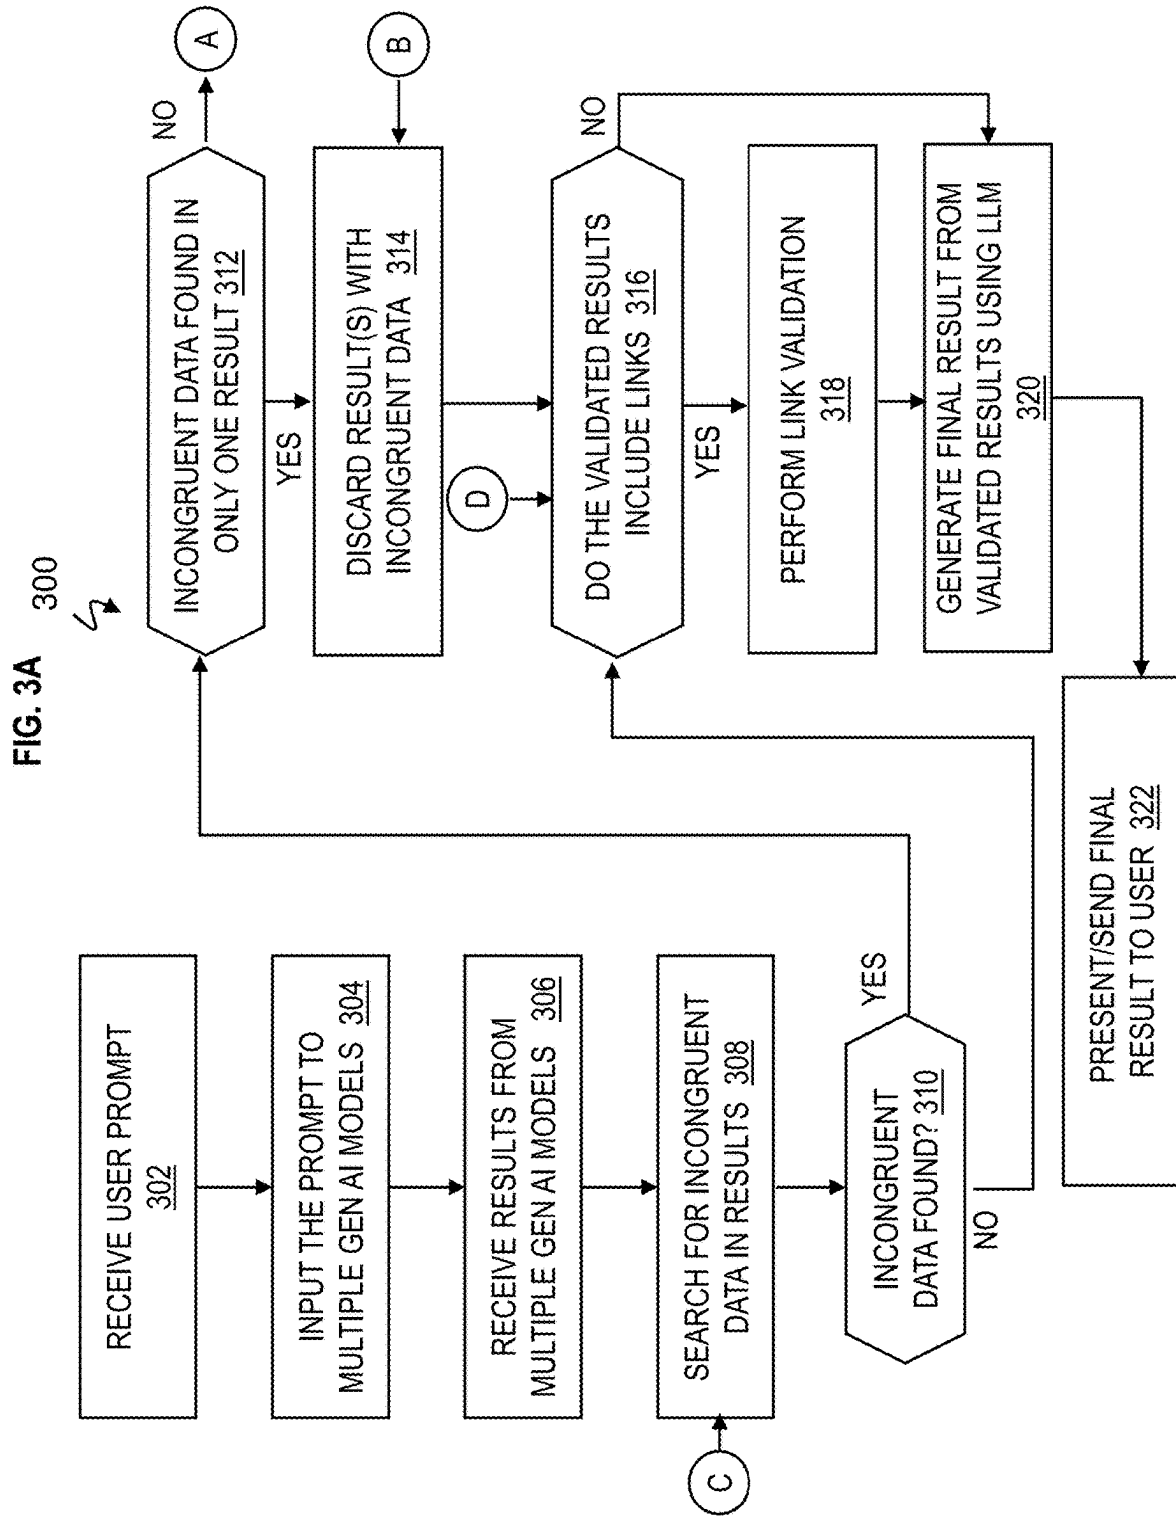 FIG. 3A
300
RECEIVE USER PROMPT
302
INPUT THE PROMPT TO
MULTIPLE GEN AI MODELS 304
RECEIVE RESULTS FROM
MULTIPLE GEN AI MODELS 306
C
SEARCH FOR INCONGRUENT
DATA IN RESULTS 308
INCONGRUENT
DATA FOUND? 310
YES
NO
INCONGRUENT DATA FOUND IN
ONLY ONE RESULT 312
NO
A
YES
DISCARD RESULT(S) WITH
INCONGRUENT DATA 314
B
D
DO THE VALIDATED RESULTS
INCLUDE LINKS 316
NO
YES
PERFORM LINK VALIDATION
318
GENERATE FINAL RESULT FROM
VALIDATED RESULTS USING LLM
320
PRESENT/SEND FINAL
RESULT TO USER 322